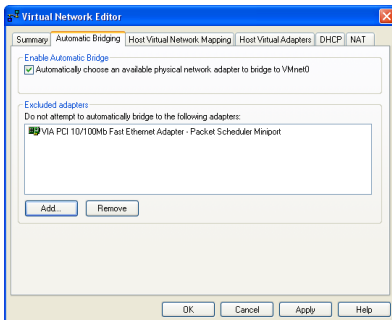 Virtual Network Editor
Summary Automatic Bridging Host Virtual Network Mapping Host Virtual Adapters DHCP NAT
Enable Automatic Bridge
Automatically choose an available physical network adapter to bridge to VMnet0
Excluded adapters
Do not attempt to automatically bridge to the following adapters:
VIA PCI 10/100Mb Fast Ethernet Adapter - Packet Scheduler Miniport
Add... Remove
OK Cancel Apply Help